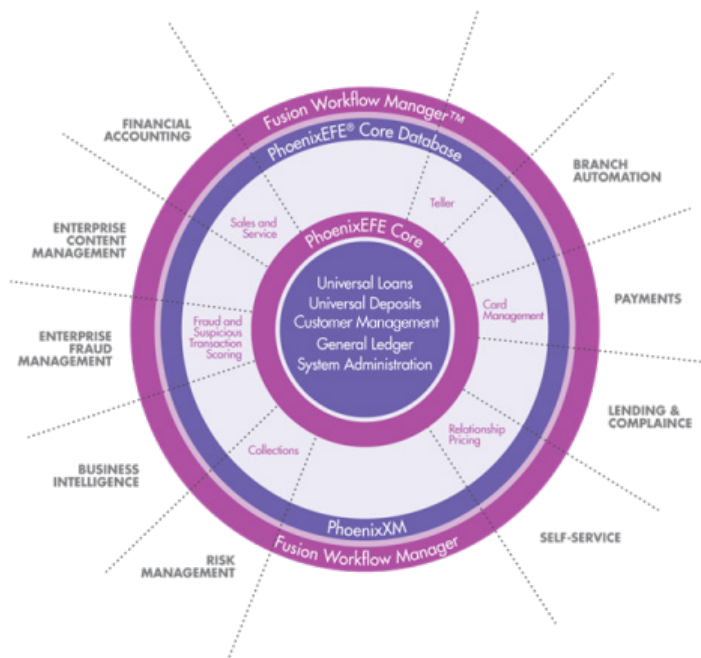 Fusion Workflow Manager™
PhoenixEFE® Core Database
FINANCIAL
ACCOUNTING
BRANCH
AUTOMATION
Teller
Sales and
Service
ENTERPRISE
CONTENT
MANAGEMENT
PhoenixEFE Core
Universal Loans
Universal Deposits
Customer Management
General Ledger
System Administration
Card
Management
PAYMENTS
Fraud and
Suspicious
Transaction
Scoring
ENTERPRISE
FRAUD
MANAGEMENT
LENDING &
COMPLAINCE
Relationship
Pricing
Collections
BUSINESS
INTELLIGENCE
PhoenixXM
Fusion Workflow Manager
SELF-SERVICE
RISK
MANAGEMENT